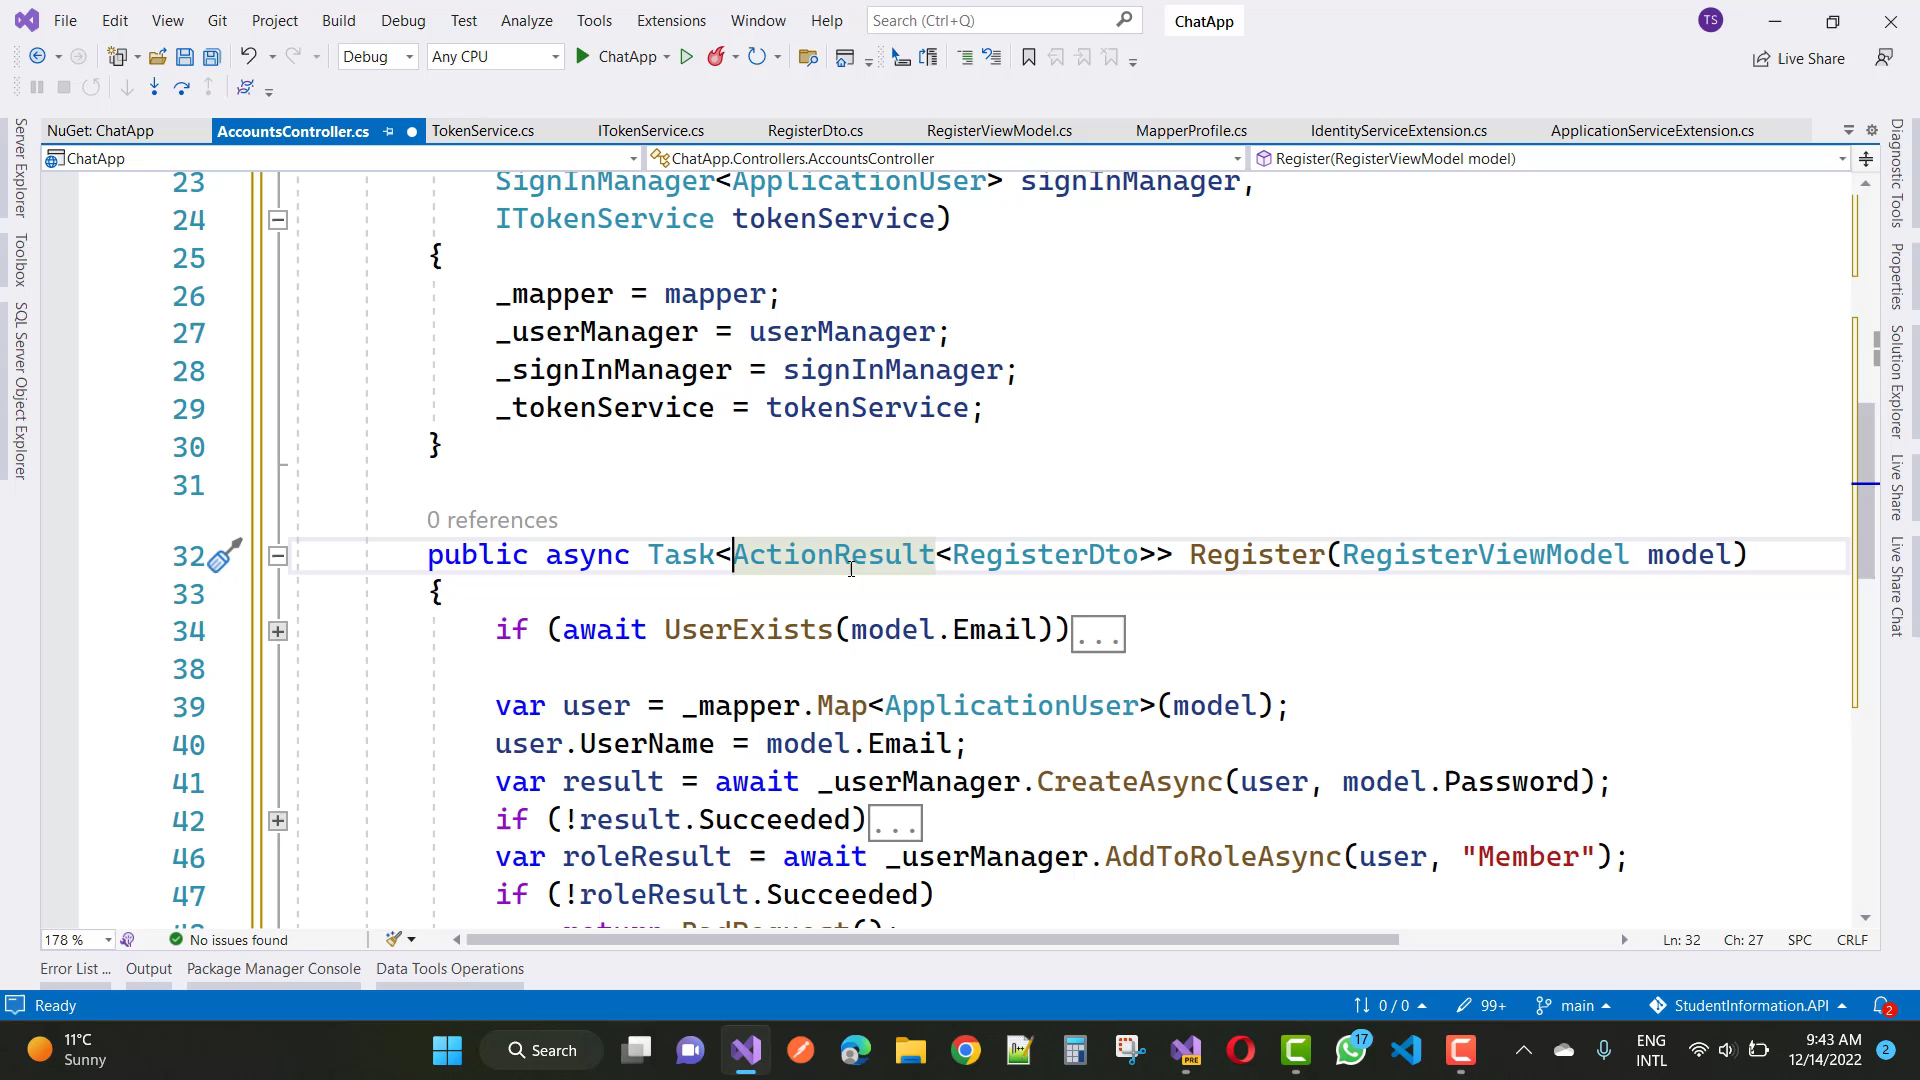 File Edit View Git Project Build Debug Test Analyze Tools Extensions Window Help Search (Ctrl+Q) ChatApp TS
Debug Any CPU ChatApp Live Share
NuGet: ChatApp AccountsController.cs TokenService.cs ITokenService.cs RegisterDto.cs RegisterViewModel.cs MapperProfile.cs IdentityServiceExtension.cs ApplicationServiceExtension.cs
ChatApp ChatApp.Controllers.AccountsController Register(RegisterViewModel model)
Server Explorer
Toolbox
SQL Server Object Explorer
23 SignInManager<ApplicationUser> signInManager,
24 ITokenService tokenService)
25 {
26 _mapper = mapper;
27 _userManager = userManager;
28 _signInManager = signInManager;
29 _tokenService = tokenService;
30 }
31
0 references
32 public async Task<ActionResult<RegisterDto>> Register(RegisterViewModel model)
33 {
34 if (await UserExists(model.Email))...
38
39 var user = _mapper.Map<ApplicationUser>(model);
40 user.UserName = model.Email;
41 var result = await _userManager.CreateAsync(user, model.Password);
42 if (!result.Succeeded)...
46 var roleResult = await _userManager.AddToRoleAsync(user, "Member");
47 if (!roleResult.Succeeded)
48 return BadRequest();
Diagnostic Tools
Properties
Solution Explorer
Live Share
Live Share Chat
178 % No issues found Ln: 32 Ch: 27 SPC CRLF
Error List ... Output Package Manager Console Data Tools Operations
Ready 0 / 0 99+ main StudentInformation.API 2
11°C
Sunny
Search
PRE
17
ENG
INTL
9:43 AM
12/14/2022
2